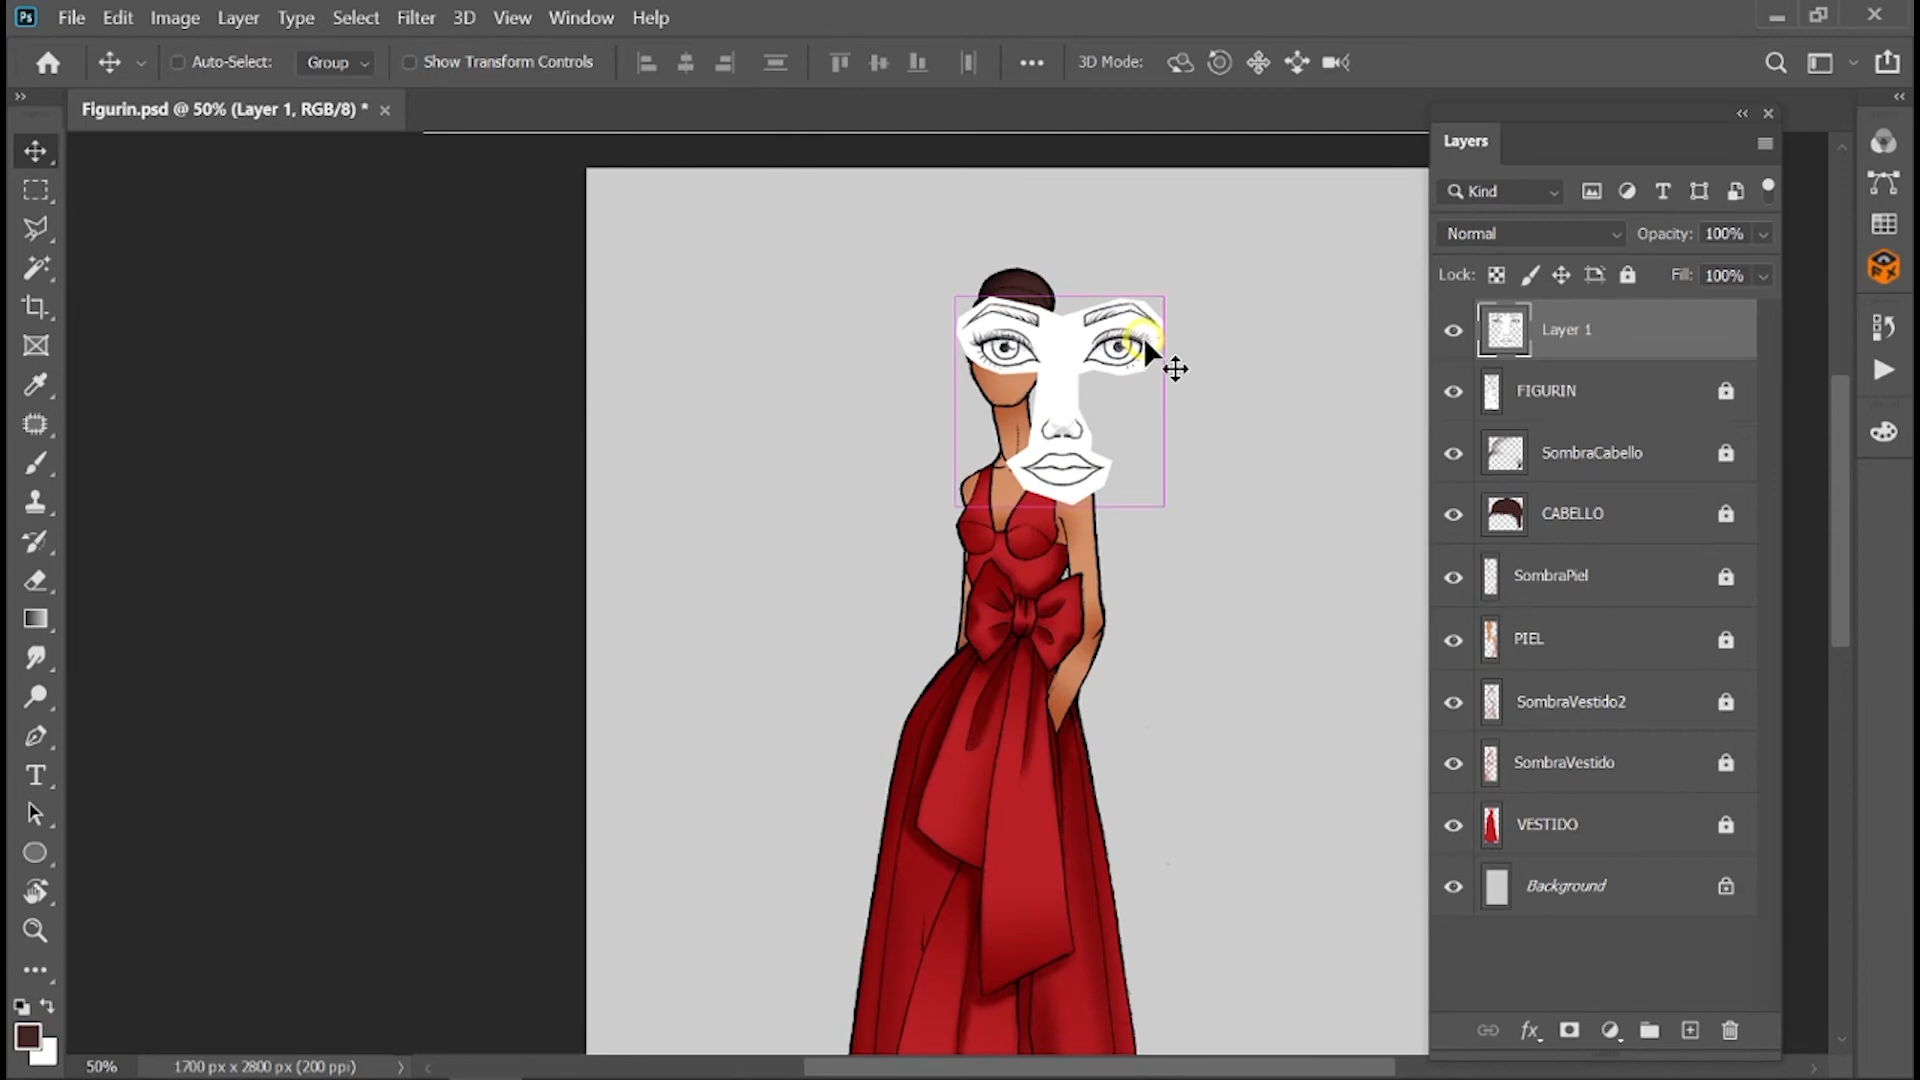 Ps File Edit Image Layer Type Select Filter 3D View Window Help
Auto-Select: Group Show Transform Controls 3D Mode:
Figurin.psd @ 50% (Layer 1, RGB/8) *
Layers
Kind
Normal Opacity: 100%
Lock: Fill: 100%
Layer 1
FIGURIN
SombraCabello
CABELLO
SombraPiel
PIEL
SombraVestido2
SombraVestido
VESTIDO
Background
fx
50% 1700 px x 2800 px (200 ppi)